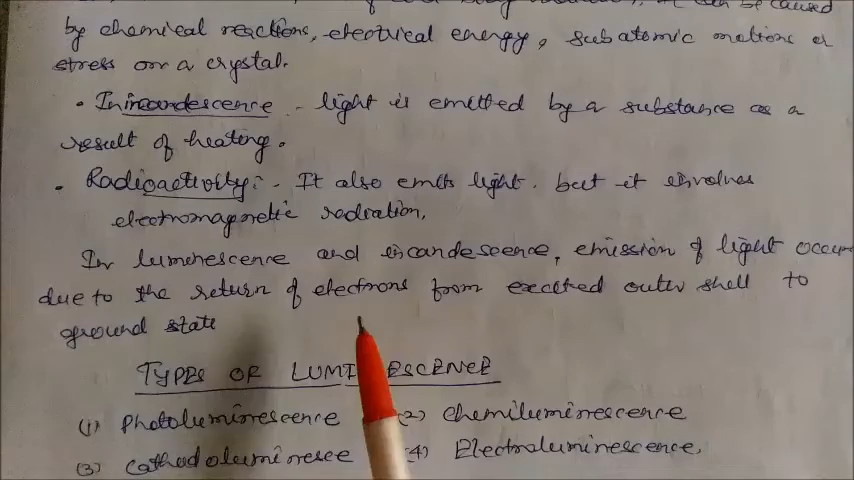 can be caused
by chemical reactions, electrical energy, subatomic motions or
stress on a crystal.
• Inincandescence - light is emitted by a substance as a
result of heating.
• Radioactivity:- It also emits light. but it involves
electromagnetic radiation.
In luminescence and incandescence, emission of light occurs
due to the return of electrons from excited outer shell to
ground state
TYPES OF LUMI ESCENCE
(1) Photoluminescence (2) Chemiluminescence
(3) Cathodoluminesce (4) Electroluminescence,